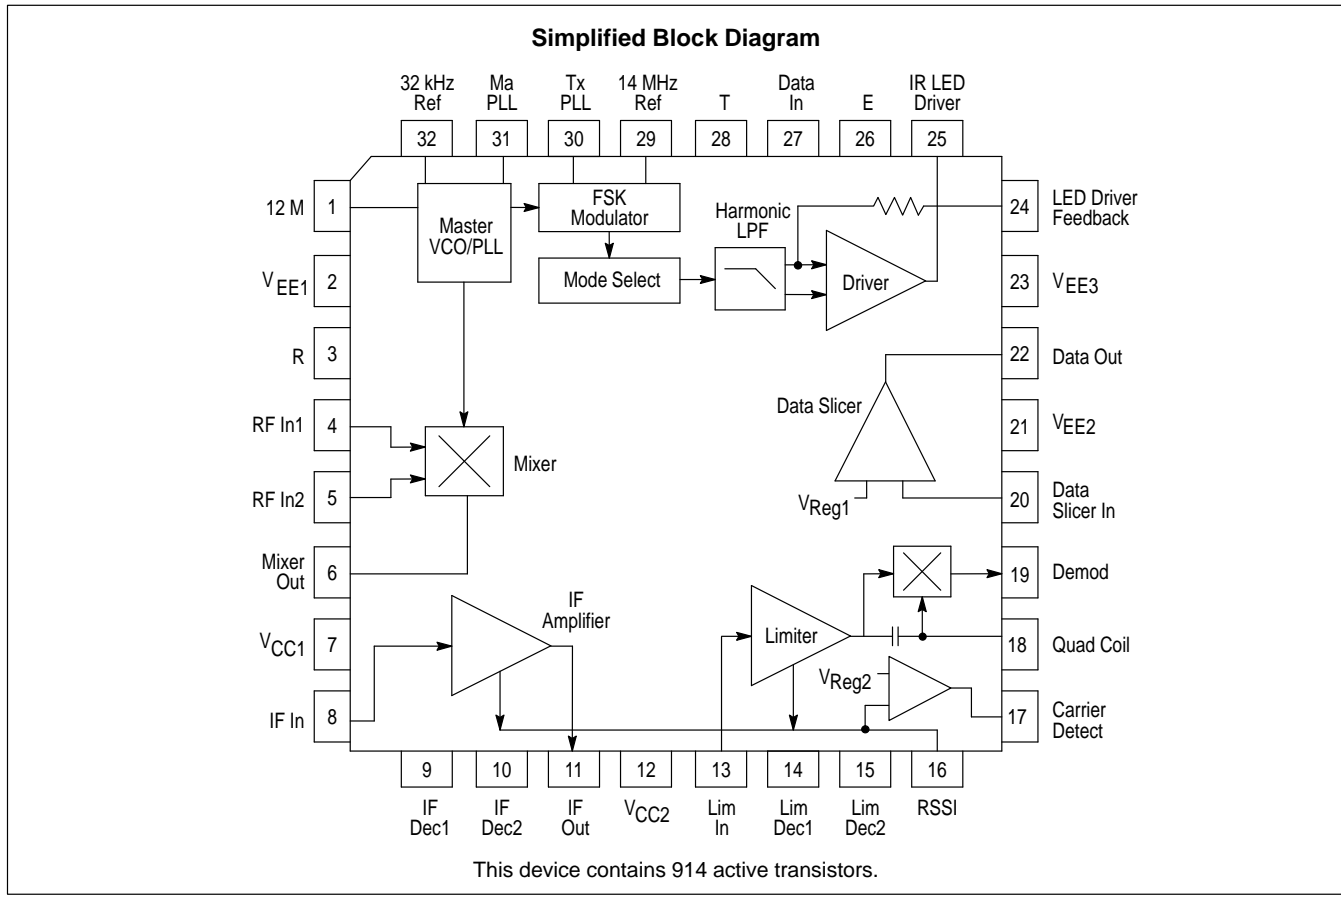 Simplified Block Diagram
32 kHz
Ref
Ma
PLL
Tx
PLL
14 MHz
Ref
T
Data
In
E
IR LED
Driver
32
31
30
29
28
27
26
25
12 M
1
VEE1
2
R
3
RF In1
4
RF In2
5
Mixer
Out
6
VCC1
7
IF In
8
Master
VCO/PLL
FSK
Modulator
Mode Select
Harmonic
LPF
Driver
Mixer
Data Slicer
VReg1
IF
Amplifier
Limiter
VReg2
24
LED Driver
Feedback
23
VEE3
22
Data Out
21
VEE2
20
Data
Slicer In
19
Demod
18
Quad Coil
17
Carrier
Detect
9
10
11
12
13
14
15
16
IF
Dec1
IF
Dec2
IF
Out
VCC2
Lim
In
Lim
Dec1
Lim
Dec2
RSSI
This device contains 914 active transistors.